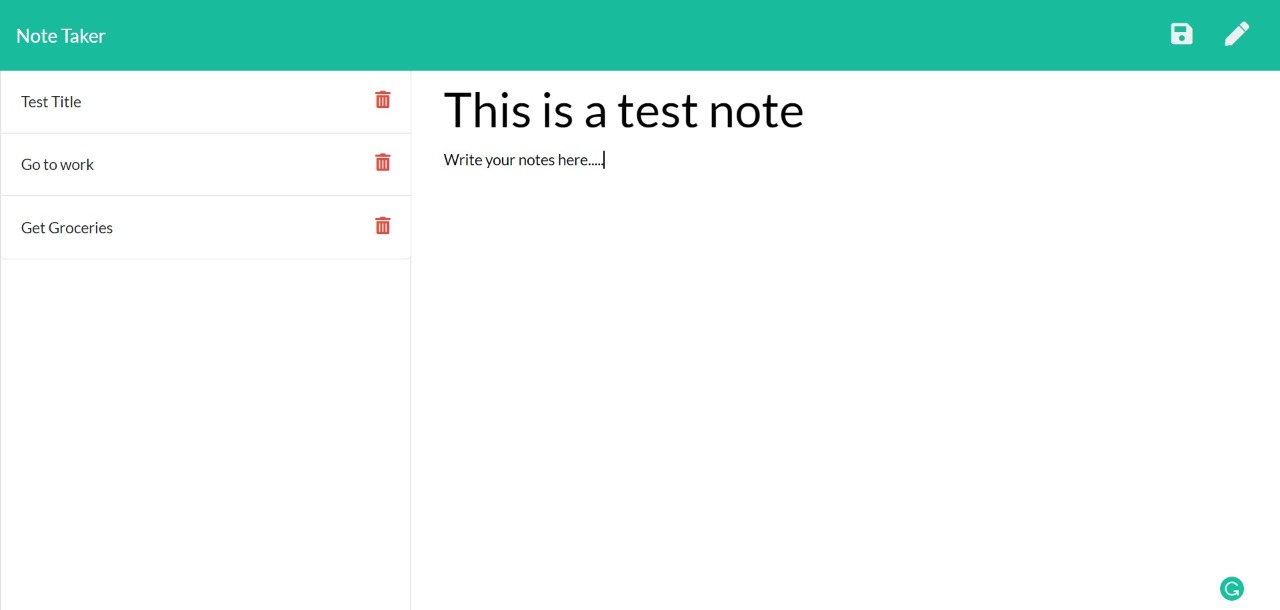 Note Taker
Test Title
Go to work
Get Groceries
This is a test note
Write your notes here.....